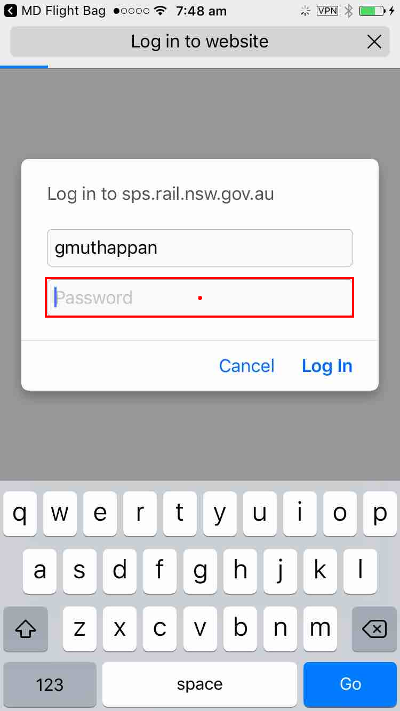 MD Flight Bag 7:48 am VPN
Log in to website
Log in to sps.rail.nsw.gov.au
gmuthappan
Password
Cancel Log In
q w e r t y u i o p
a s d f g h j k l
z x c v b n m
123 space Go